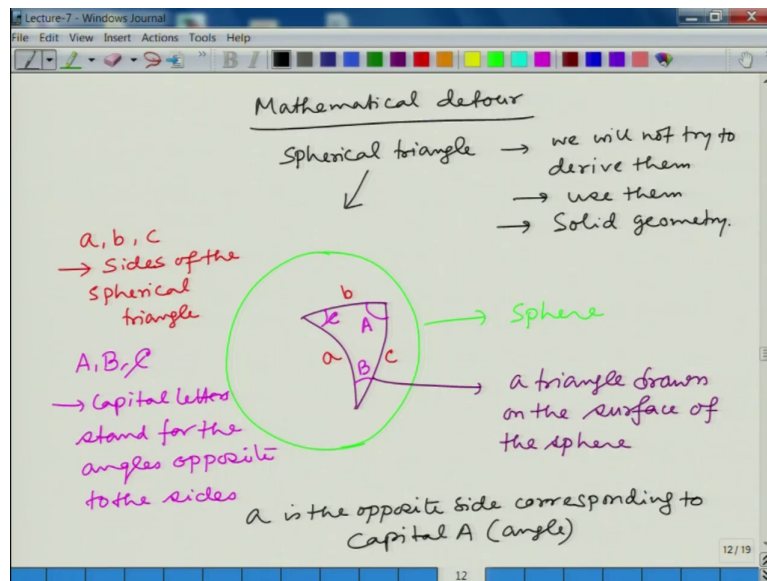 Lecture-7 - Windows Journal
File Edit View Insert Actions Tools Help
B I
Mathematical detour
Spherical triangle → we will not try to
derive them
→ use them
→ Solid geometry.
a, b, c
→ Sides of the
spherical
triangle
b
C A
a c
B
→ Sphere
A, B, C
→ Capital letters
stand for the
angles opposite
to the sides
a triangle drawn
on the surface of
the sphere
a is the opposite side corresponding to
Capital A (angle)
12/19
12